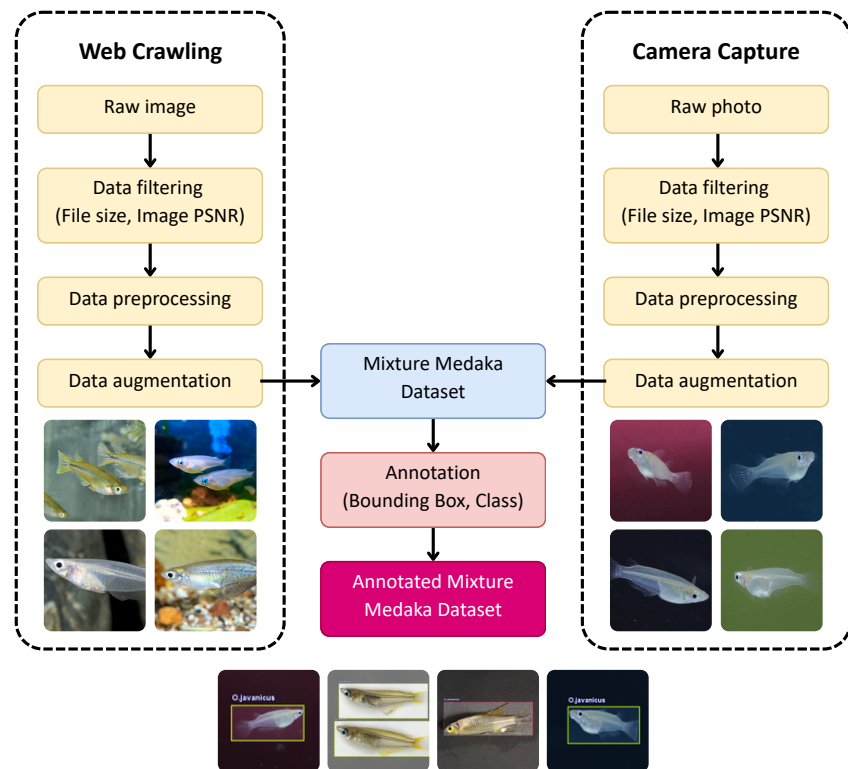 Web Crawling
Raw image
Data filtering
(File size, Image PSNR)
Data preprocessing
Data augmentation
Camera Capture
Raw photo
Data filtering
(File size, Image PSNR)
Data preprocessing
Data augmentation
Mixture Medaka
Dataset
Annotation
(Bounding Box, Class)
Annotated Mixture
Medaka Dataset
O.javanicus
O.javanicus